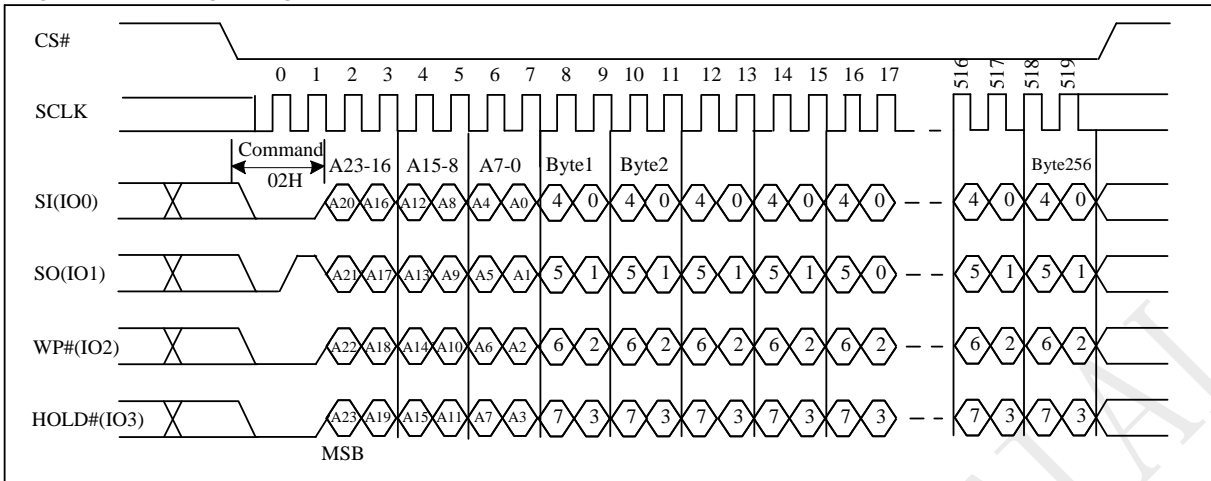 CS#
0 1 2 3 4 5 6 7 8 9 10 11 12 13 14 15 16 17 516 517 518 519
SCLK
Command
02H
A23-16 A15-8 A7-0 Byte1 Byte2 Byte256
SI(IO0) A20 A16 A12 A8 A4 A0 4 0 4 0 4 0 4 0 4 0 4 0 4 0
SO(IO1) A21 A17 A13 A9 A5 A1 5 1 5 1 5 1 5 1 5 0 5 1 5 1
WP#(IO2) A22 A18 A14 A10 A6 A2 6 2 6 2 6 2 6 2 6 2 6 2 6 2
HOLD#(IO3) A23 A19 A15 A11 A7 A3 7 3 7 3 7 3 7 3 7 3 7 3 7 3
MSB